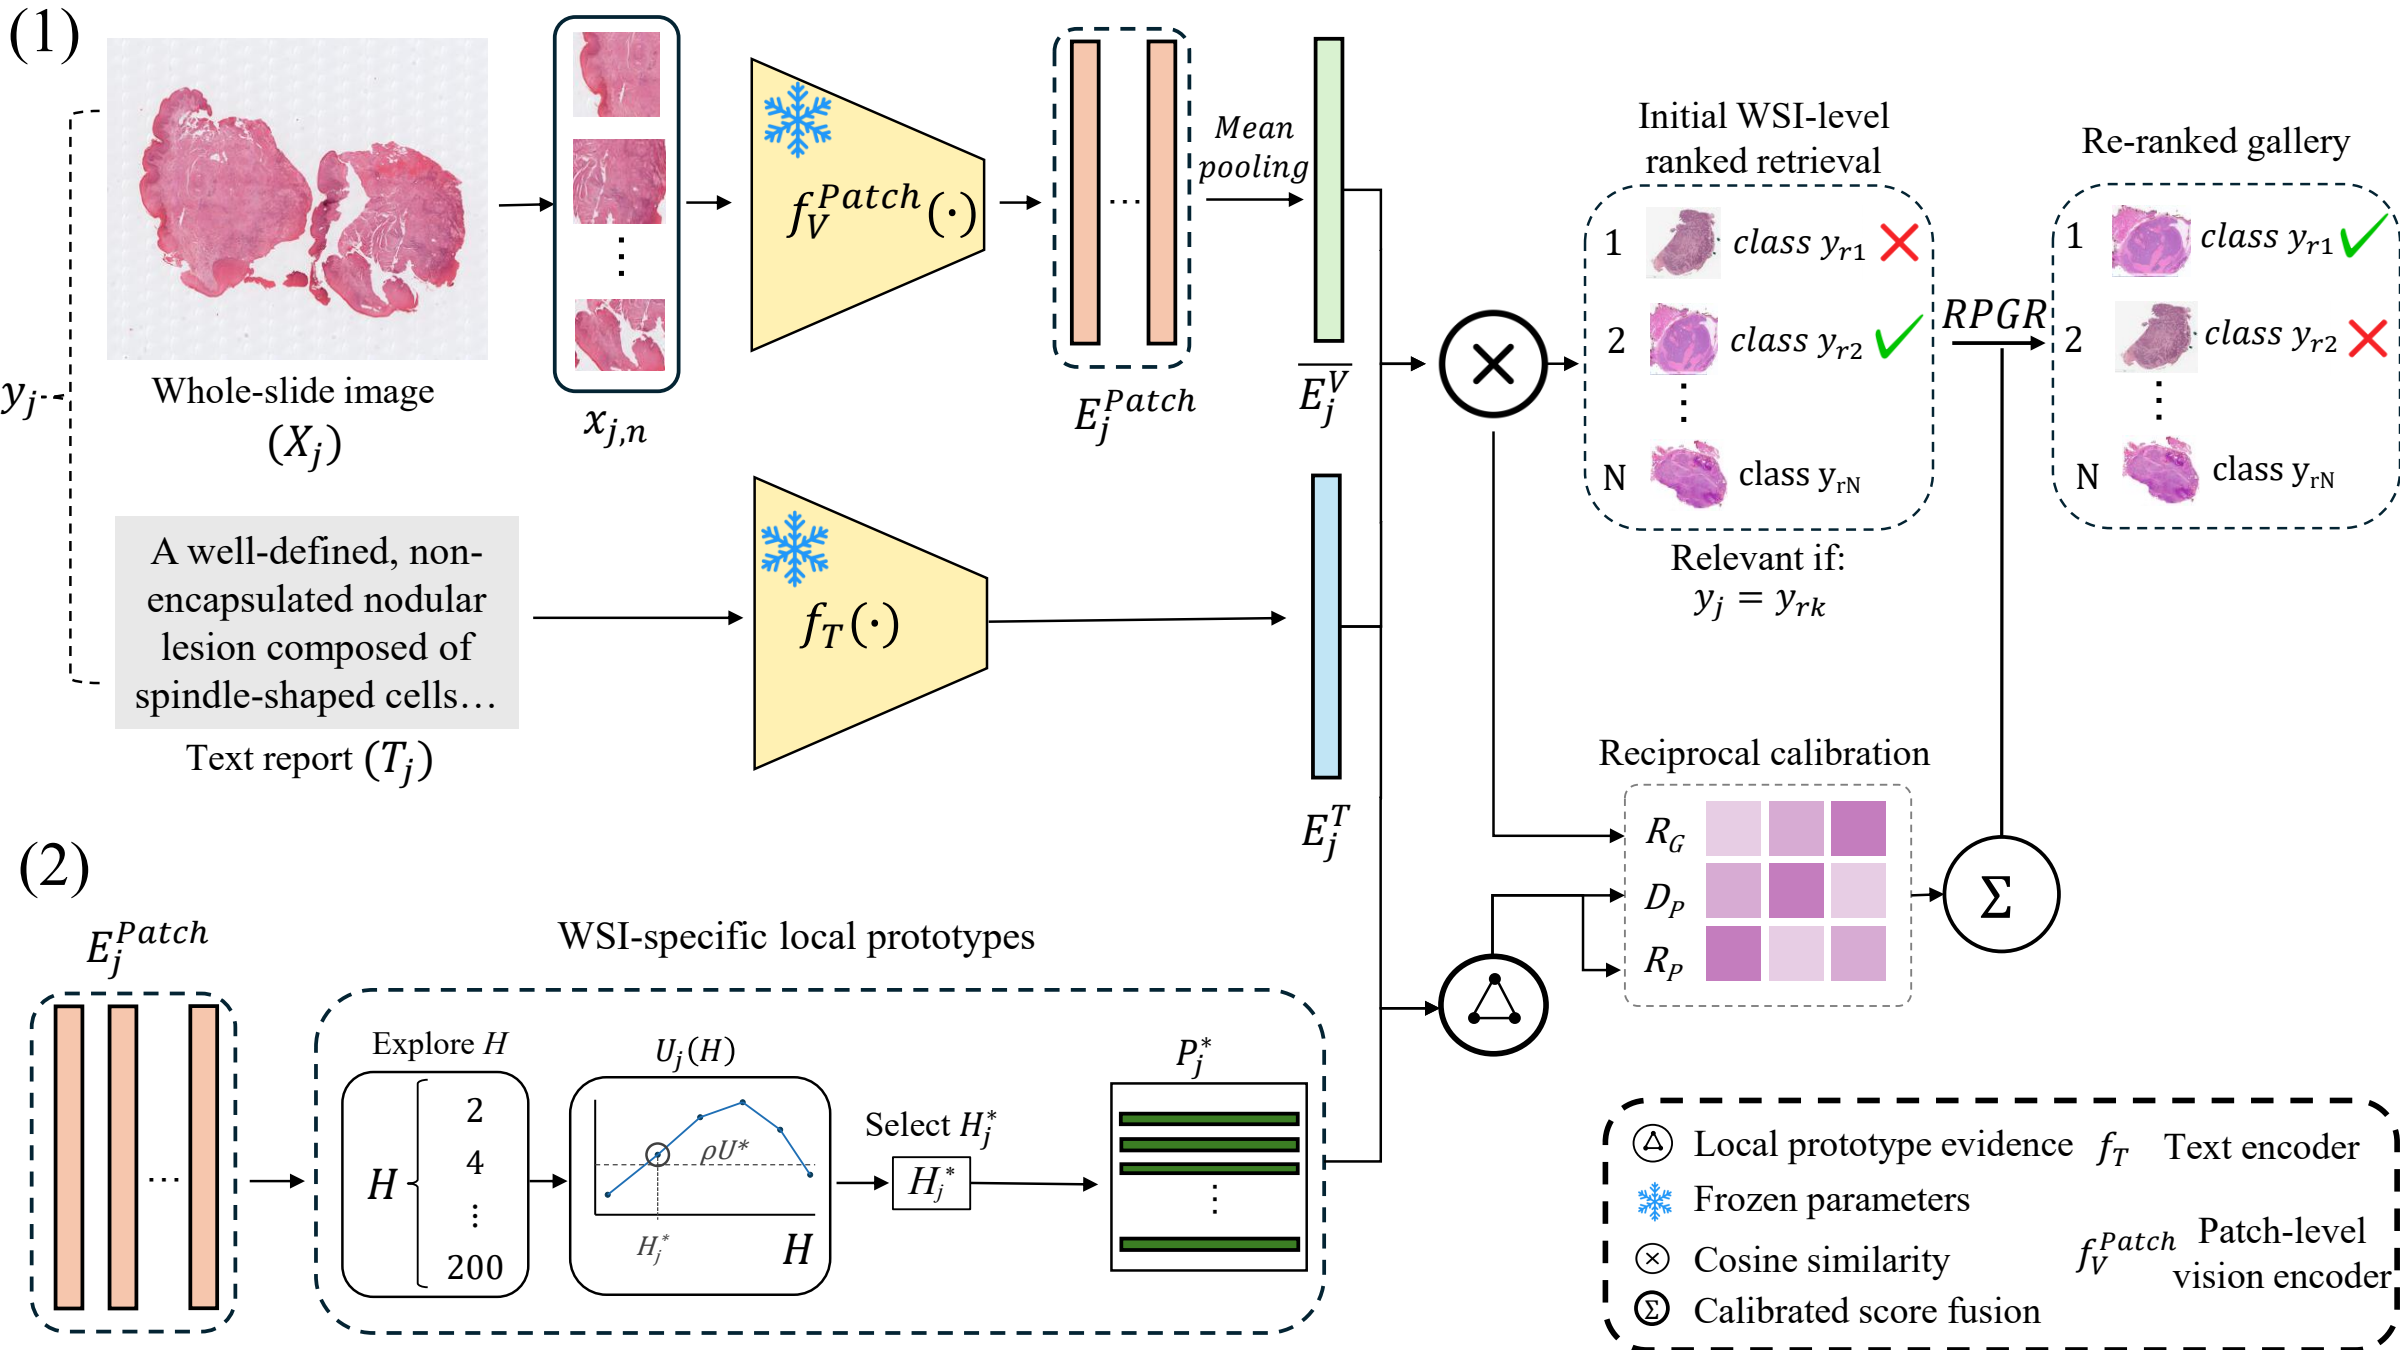 (1)
y_j
Whole-slide image
(X_j)
x_{j,n}
f_V^{Patch}(·)
E_j^{Patch}
Mean
pooling
\overline{E_j^V}
Initial WSI-level
ranked retrieval
1 class y_{r1}
2 class y_{r2}
⋮
N class y_{rN}
Relevant if:
y_j = y_{rk}
RPGR
Re-ranked gallery
1 class y_{r1}
2 class y_{r2}
⋮
N class y_{rN}
A well-defined, non-
encapsulated nodular
lesion composed of
spindle-shaped cells…
Text report (T_j)
f_T(·)
E_j^T
Reciprocal calibration
R_G
D_P
R_P
Σ
(2)
E_j^{Patch}
WSI-specific local prototypes
Explore H
H
2
4
⋮
200
U_j(H)
ρU*
H_j^*
H
Select H_j^*
H_j^*
P_j^*
Local prototype evidence
Frozen parameters
Cosine similarity
Σ Calibrated score fusion
f_T Text encoder
f_V^{Patch} Patch-level
vision encoder